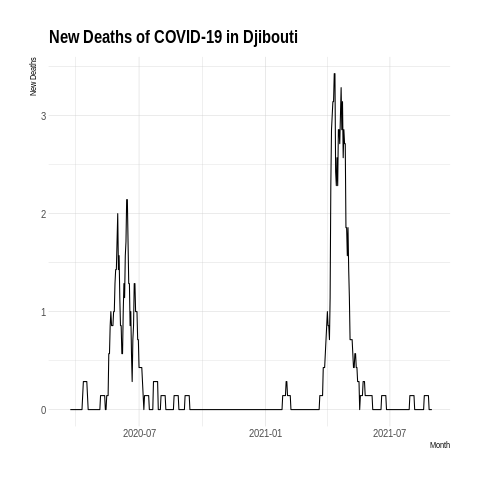 New Deaths of COVID-19 in Djibouti
New Deaths
3
2
1
0
2020-07
2021-01
2021-07
Month